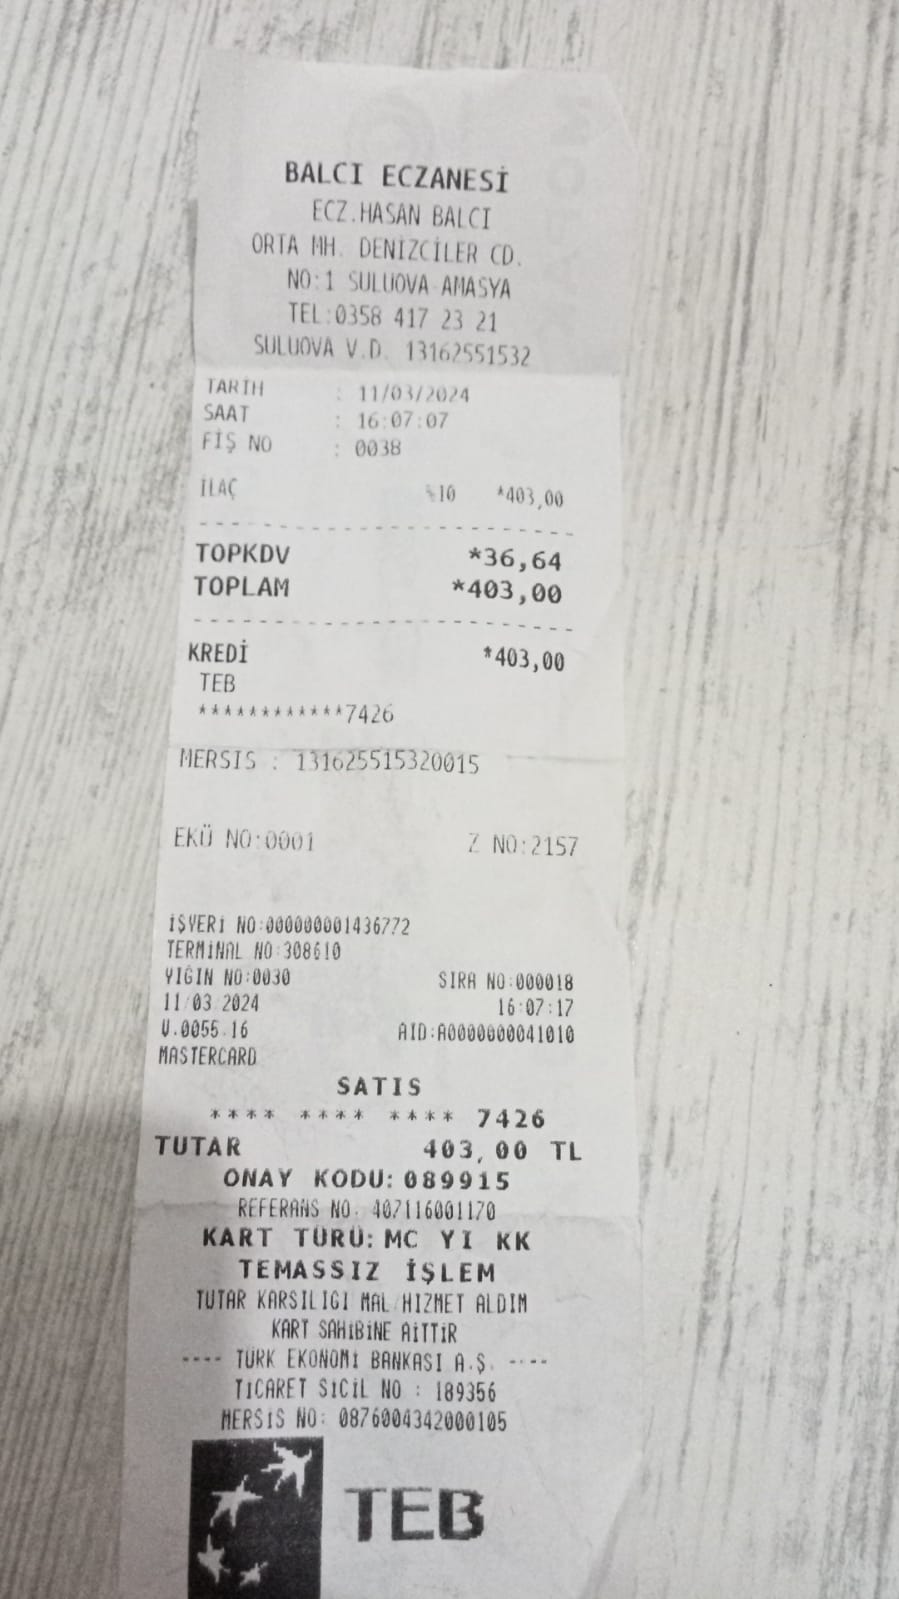 BALCI ECZANESİ
ECZ.HASAN BALCI
ORTA MH. DENİZCİLER CD.
NO:1 SULUOVA AMASYA
TEL:0358 417 23 21
SULUOVA V.D. 13162551532
TARİH : 11/03/2024
SAAT : 16:07:07
FİŞ NO : 0038
İLAÇ %10 *403,00
TOPKDV *36,64
TOPLAM *403,00
KREDİ *403,00
TEB
************7426
MERSIS : 131625515320015
EKÜ NO:0001 Z NO:2157
İŞYERİ NO:000000001436772
TERMİNAL NO:308610
YIĞIN NO:0030 SIRA NO:000018
11/03/2024 16:07:17
V.0055.16 AID:A0000000041010
MASTERCARD
SATIS
**** **** **** 7426
TUTAR 403,00 TL
ONAY KODU:089915
REFERANS NO: 407116001170
KART TURU: MC YI KK
TEMASSIZ İŞLEM
TUTAR KARSILIGI MAL/HIZMET ALDIM
KART SAHİBİNE AİTTİR
---- TÜRK EKONOMİ BANKASI A.Ş. ----
TİCARET SİCİL NO : 189356
MERSİS NO: 0876004342000105
TEB